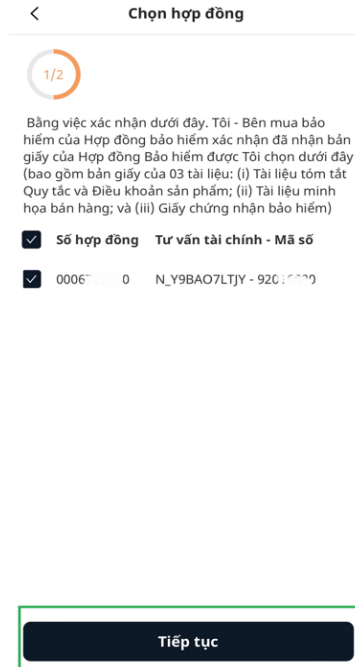 Chọn hợp đồng
1/2
Bằng việc xác nhận dưới đây. Tôi - Bên mua bảo
hiểm của Hợp đồng bảo hiểm xác nhận đã nhận bản
giấy của Hợp đồng Bảo hiểm được Tôi chọn dưới đây
(bao gồm bản giấy của 03 tài liệu: (i) Tài liệu tóm tắt
Quy tắc và Điều khoản sản phẩm; (ii) Tài liệu minh
họa bán hàng; và (iii) Giấy chứng nhận bảo hiểm)
Số hợp đồng Tư vấn tài chính - Mã số
N_Y9BAO7LTJY -
Tiếp tục